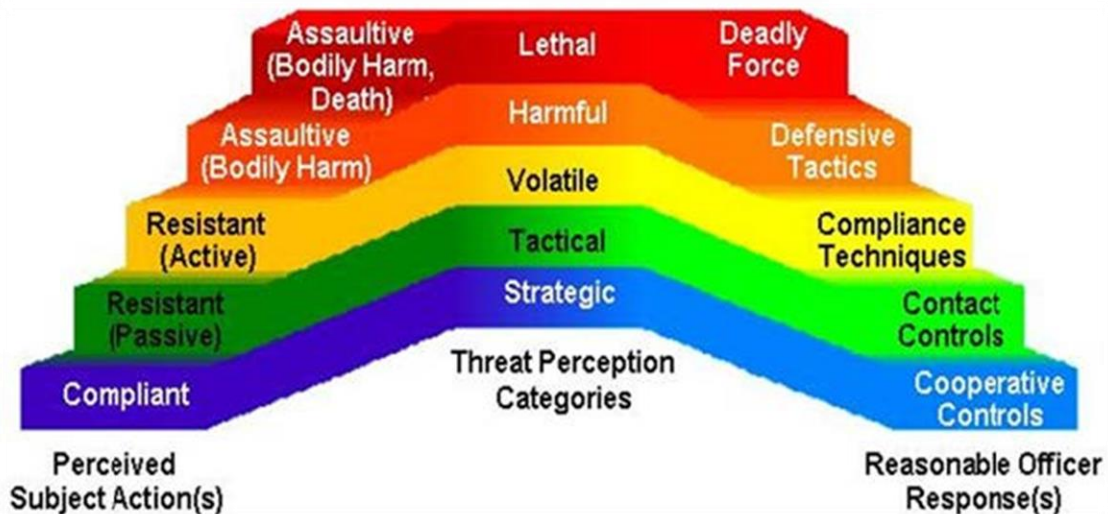 Assaultive
(Bodily Harm,
Death)
Lethal
Deadly
Force
Assaultive
(Bodily Harm)
Harmful
Defensive
Tactics
Resistant
(Active)
Volatile
Compliance
Techniques
Resistant
(Passive)
Tactical
Contact
Controls
Compliant
Strategic
Cooperative
Controls
Perceived
Subject Action(s)
Threat Perception
Categories
Reasonable Officer
Response(s)